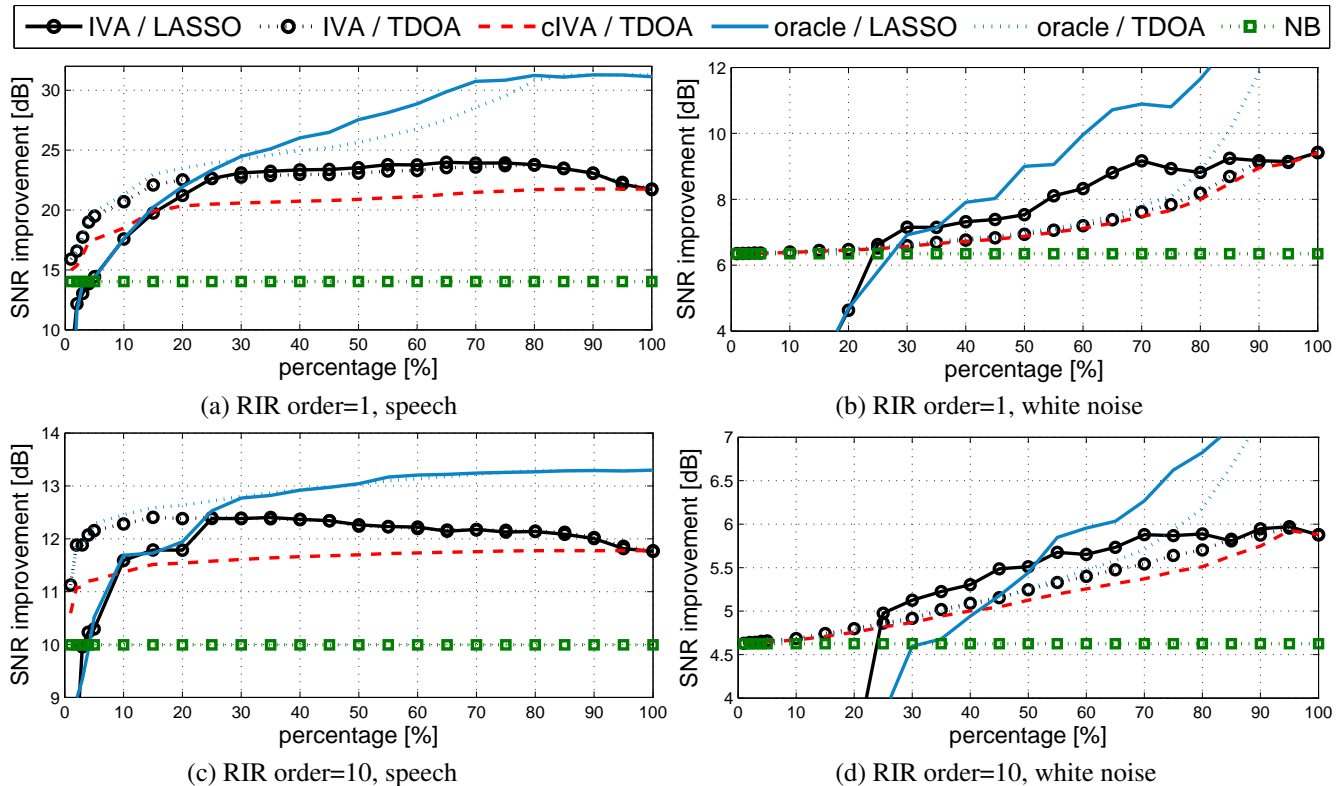 IVA / LASSO IVA / TDOA cIVA / TDOA oracle / LASSO oracle / TDOA NB
SNR improvement [dB]
35
30
25
20
15
10
0 10 20 30 40 50 60 70 80 90 100
percentage [%]
(a) RIR order=1, speech
SNR improvement [dB]
12
10
8
6
4
0 10 20 30 40 50 60 70 80 90 100
percentage [%]
(b) RIR order=1, white noise
SNR improvement [dB]
14
13
12
11
10
9
0 10 20 30 40 50 60 70 80 90 100
percentage [%]
(c) RIR order=10, speech
SNR improvement [dB]
7
6.5
6
5.5
5
4.5
4
0 10 20 30 40 50 60 70 80 90 100
percentage [%]
(d) RIR order=10, white noise